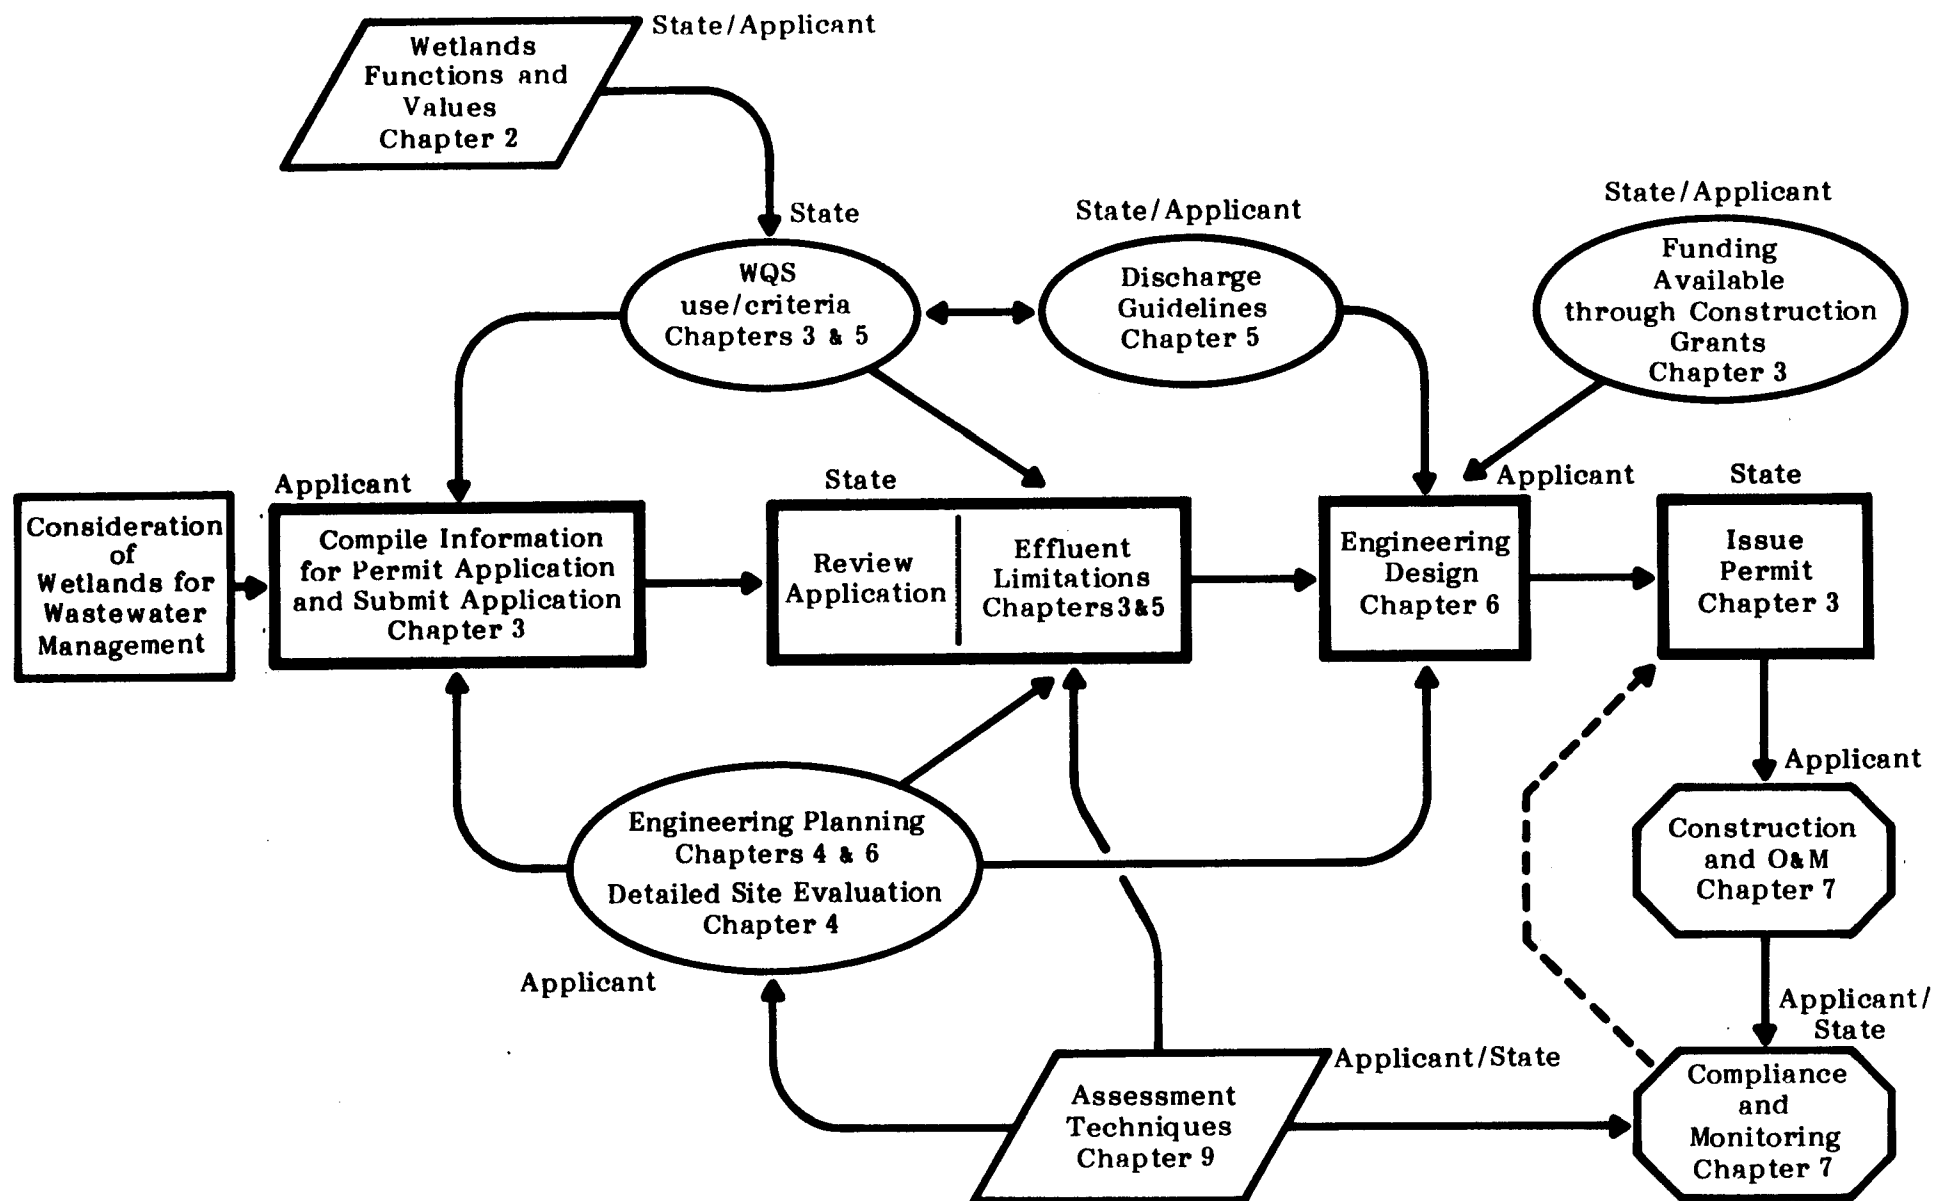 State/Applicant
Wetlands
Functions and
Values
Chapter 2
State
WQS
use/criteria
Chapters 3 & 5
State/Applicant
Discharge
Guidelines
Chapter 5
State/Applicant
Funding
Available
through Construction
Grants
Chapter 3
Consideration
of
Wetlands for
Wastewater
Management
Applicant
Compile Information
for Permit Application
and Submit Application
Chapter 3
State
Review
Application
Effluent
Limitations
Chapters 3&5
Applicant
Engineering
Design
Chapter 6
State
Issue
Permit
Chapter 3
Engineering Planning
Chapters 4 & 6
Detailed Site Evaluation
Chapter 4
Applicant
Applicant
Construction
and O&M
Chapter 7
Applicant/State
Assessment
Techniques
Chapter 9
Applicant/
State
Compliance
and
Monitoring
Chapter 7